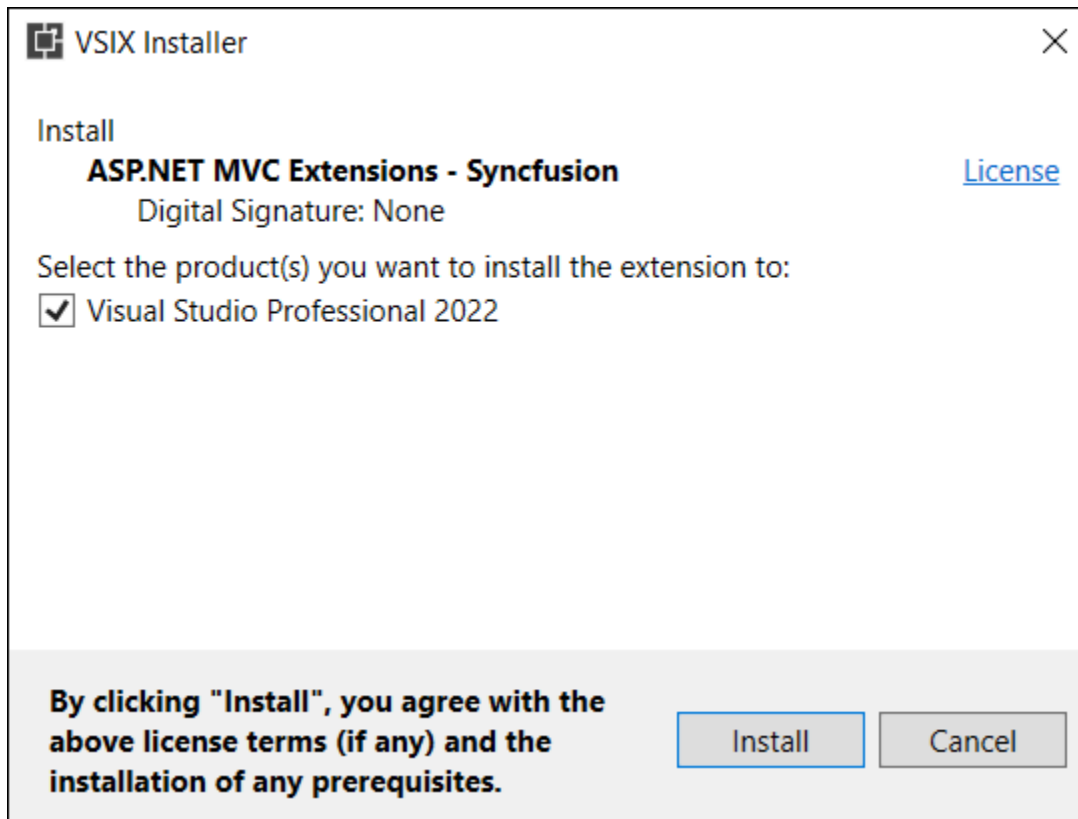 VSIX Installer
Install
ASP.NET MVC Extensions - Syncfusion
License
Digital Signature: None
Select the product(s) you want to install the extension to:
Visual Studio Professional 2022
By clicking "Install", you agree with the
above license terms (if any) and the
installation of any prerequisites.
Install
Cancel